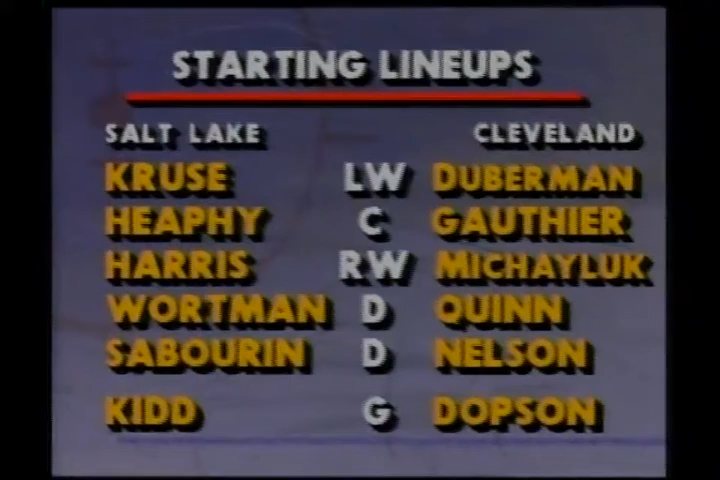 STARTING LINEUPS
SALT LAKE CLEVELAND
KRUSE LW DUBERMAN
HEAPHY C GAUTHIER
HARRIS RW MICHAYLUK
WORTMAN D QUINN
SABOURIN D NELSON
KIDD G DOPSON